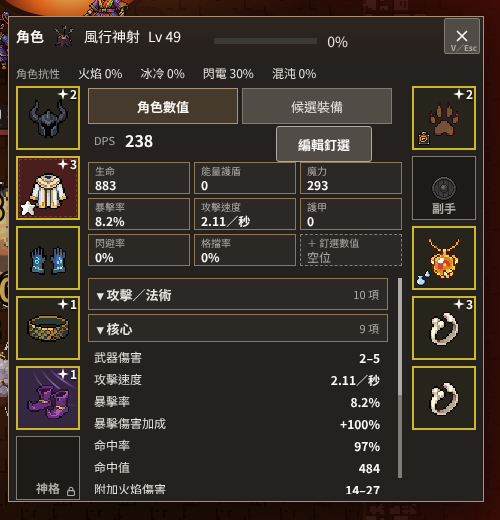 角色 風行神射 Lv 49
0%
V／Esc
角色抗性 火焰 0% 冰冷 0% 閃電 30% 混沌 0%
+2
角色數值 候選裝備
+2
DPS 238 編輯釘選
+3
副手
生命 能量護盾 魔力
883 0 293
暴擊率 攻擊速度 護甲
8.2% 2.11／秒 0
閃避率 格擋率 ＋ 釘選數值
0% 0% 空位
▼攻擊／法術 10 項
+1
+3
▼核心 9 項
武器傷害 2–5
+1
攻擊速度 2.11／秒
暴擊率 8.2%
暴擊傷害加成 +100%
命中率 97%
命中值 484
神格
附加火焰傷害 14–27